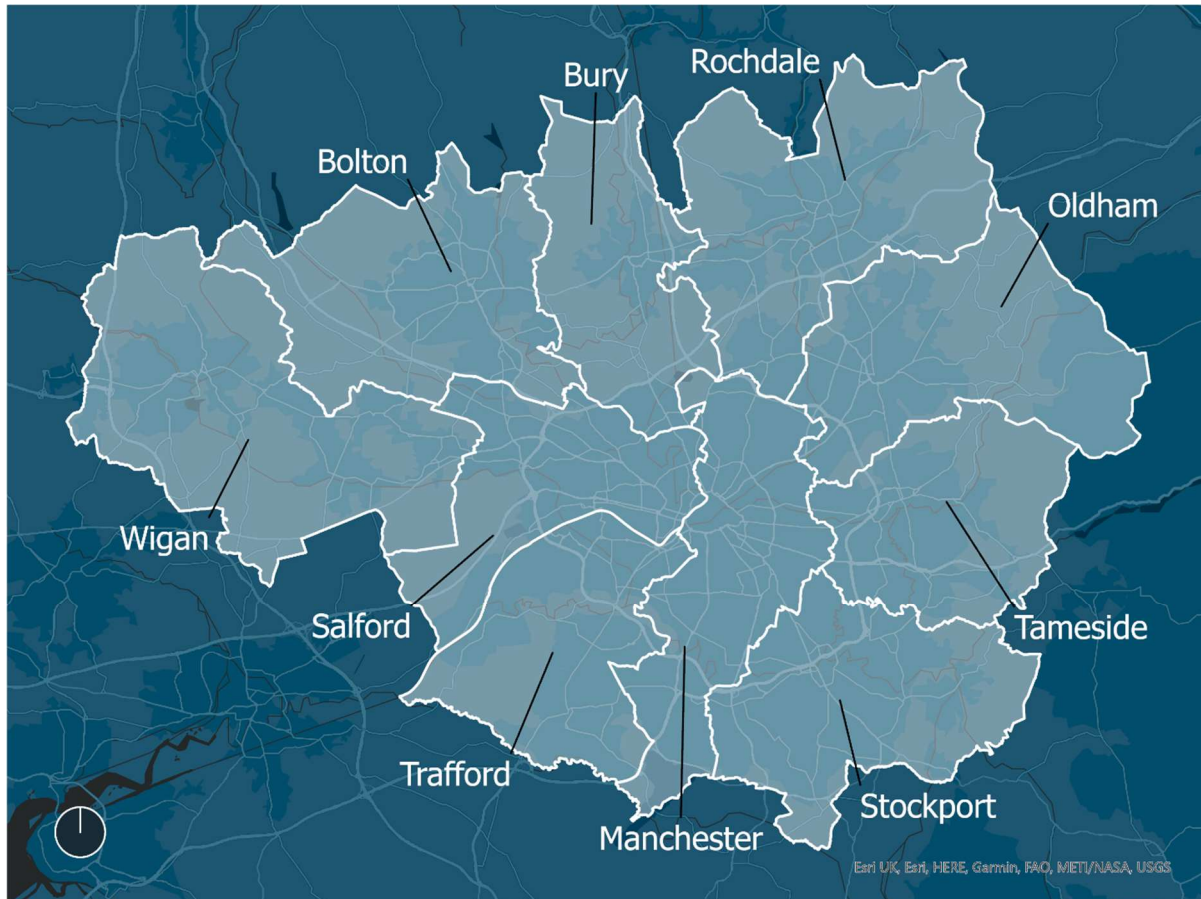 Rochdale
Bury
Bolton
Oldham
Wigan
Salford
Tameside
Trafford
Stockport
Manchester
Esri UK, Esri, HERE, Garmin, FAO, METI/NASA, USGS